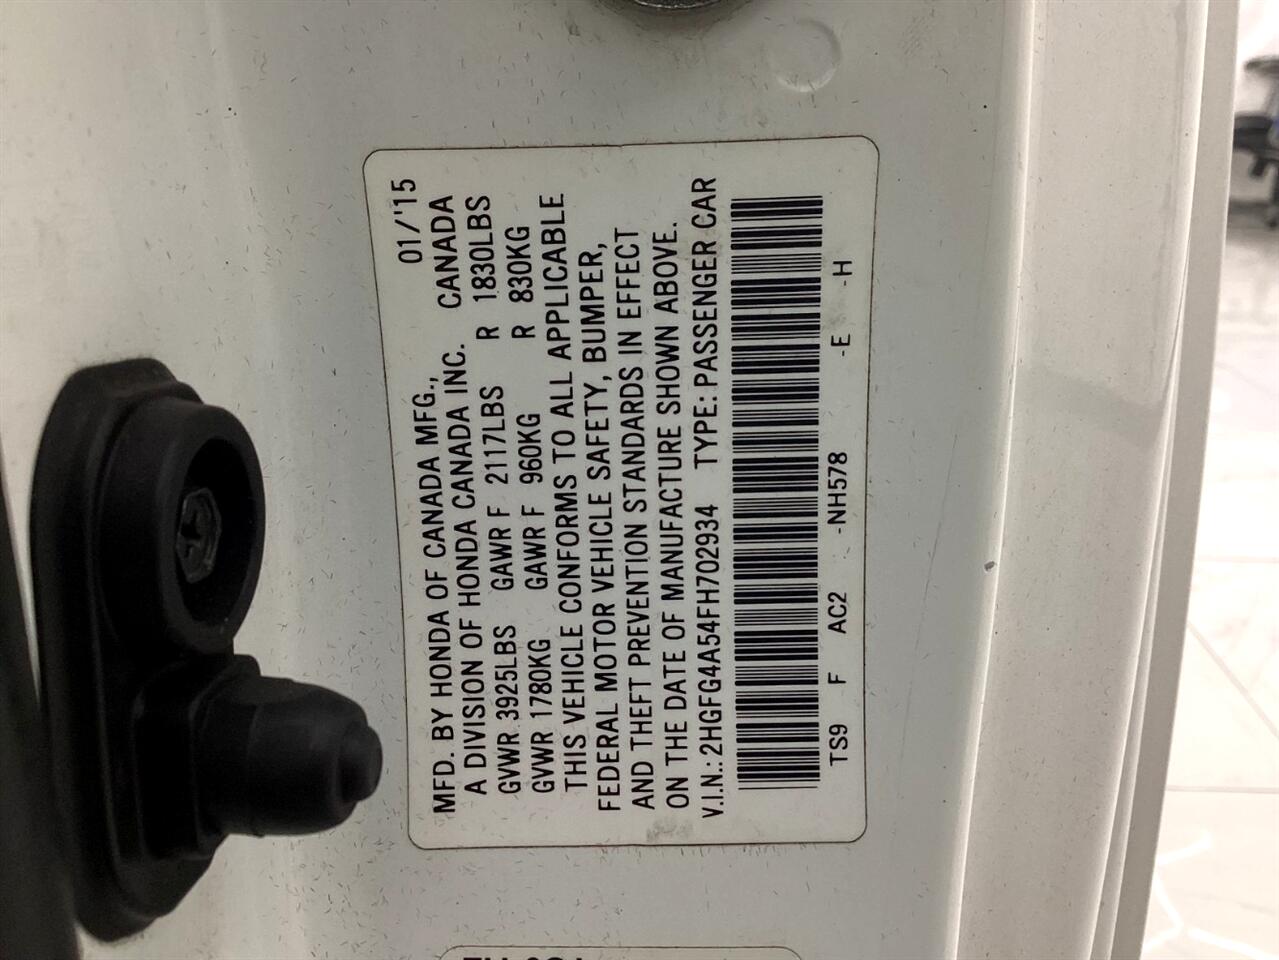 MFD. BY HONDA OF CANADA MFG., 01/'15
A DIVISION OF HONDA CANADA INC. CANADA
GVWR 3925LBS GAWR F 2117LBS R 1830LBS
GVWR 1780KG GAWR F 960KG R 830KG
THIS VEHICLE CONFORMS TO ALL APPLICABLE
FEDERAL MOTOR VEHICLE SAFETY, BUMPER,
AND THEFT PREVENTION STANDARDS IN EFFECT
ON THE DATE OF MANUFACTURE SHOWN ABOVE.
V.I.N.: 2HGFG4A54FH702934 TYPE: PASSENGER CAR
TS9 F AC2 -NH578 -E -H